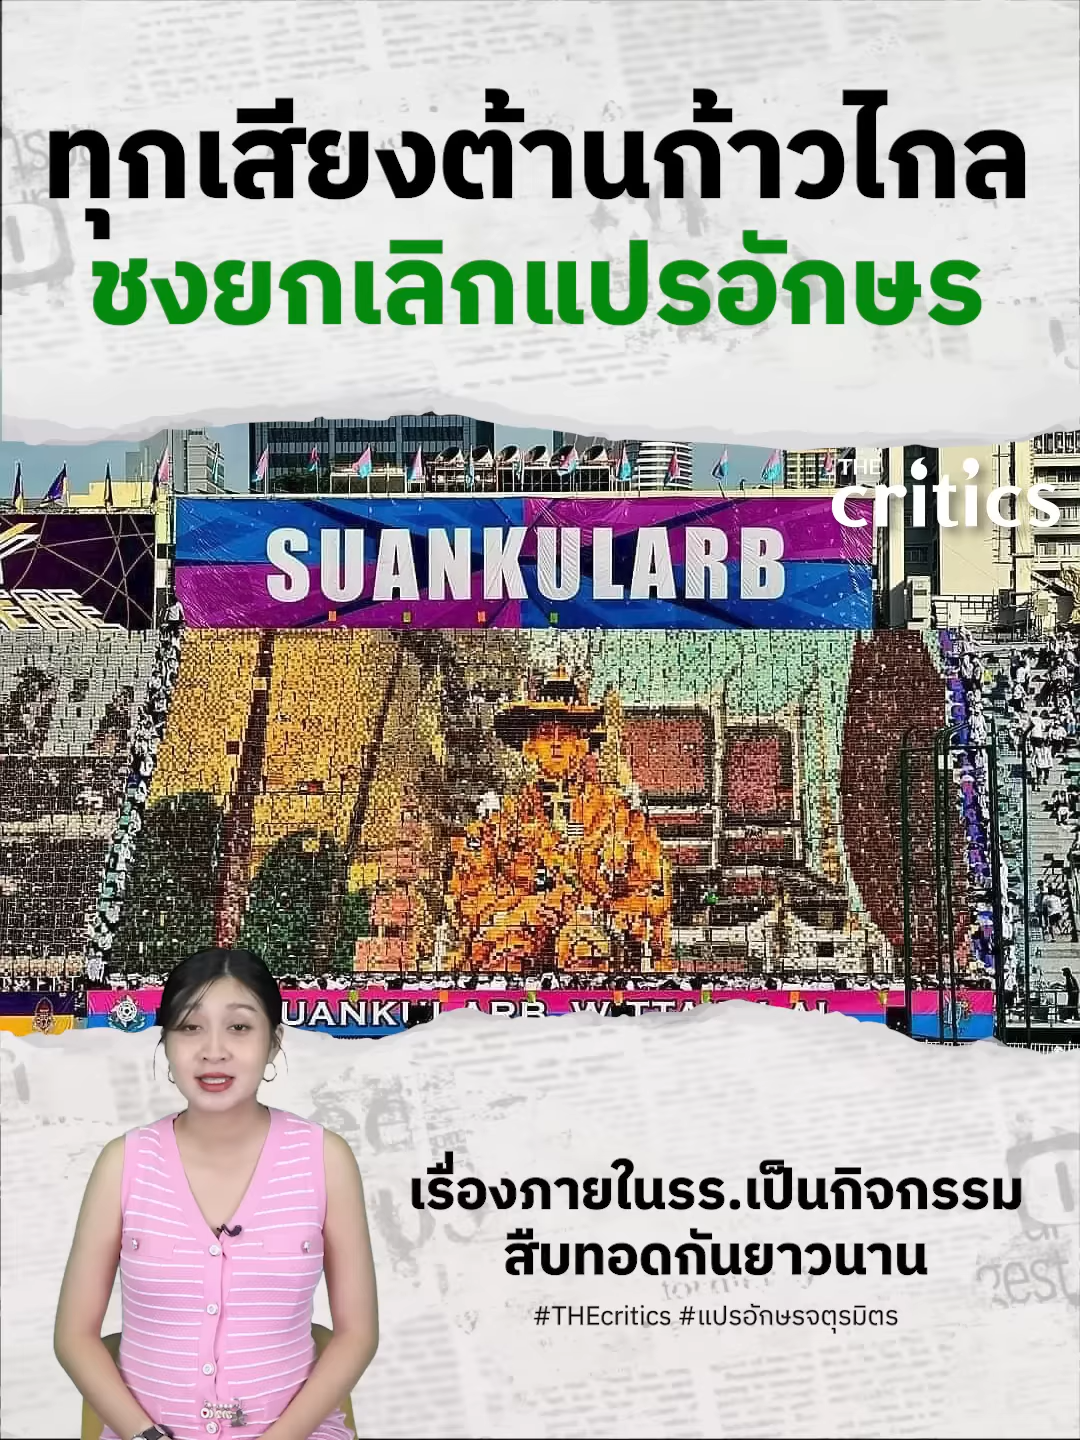 ทุกเสียงต้านก้าวไกล
ชงยกเลิกแปรอักษร
THE
critics
SUANKULARB
เรื่องภายในรร.เป็นกิจกรรม
สืบทอดกันยาวนาน
#THEcritics #แปรอักษรจตุรมิตร